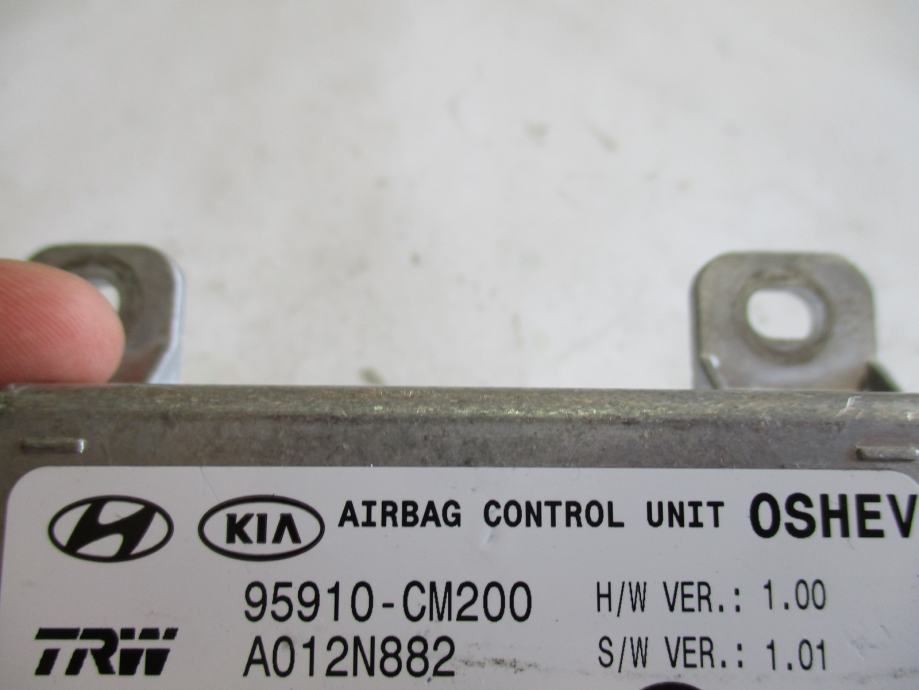 KIA AIRBAG CONTROL UNIT OSHEV
95910-CM200 H/W VER.: 1.00
TRW A012N882 S/W VER.: 1.01